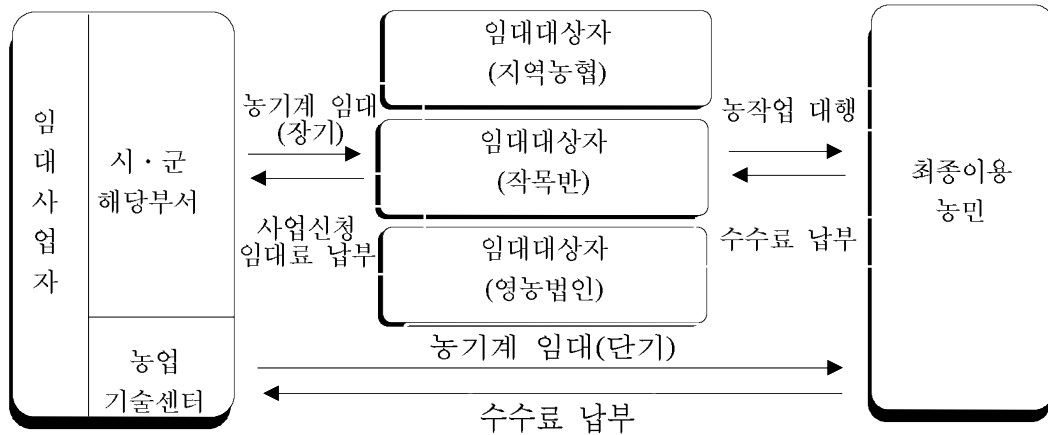 임
대
사
업
자
시 · 군
해당부서
농업
기술센터
농기계 임대
(장기)
사업신청
임대료 납부
임대대상자
(지역농협)
임대대상자
(작목반)
임대대상자
(영농법인)
농작업 대행
수수료 납부
최종이용
농민
농기계 임대(단기)
수수료 납부